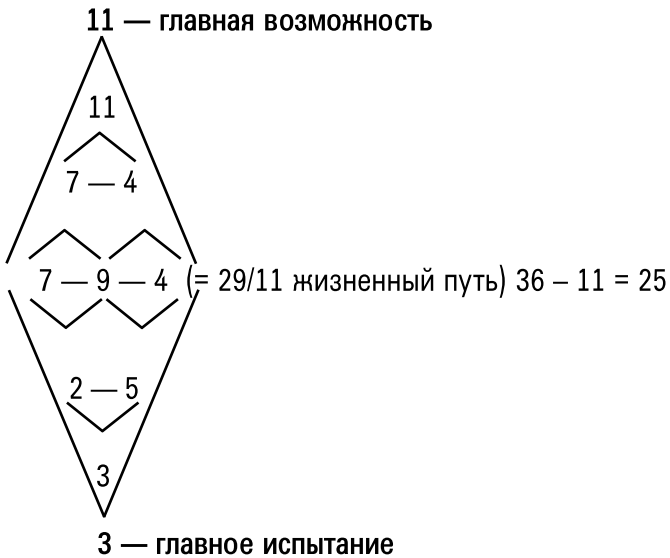 11 — главная возможность
11
7 — 4
7 — 9 — 4 (= 29/11 жизненный путь) 36 – 11 = 25
2 — 5
3
3 — главное испытание